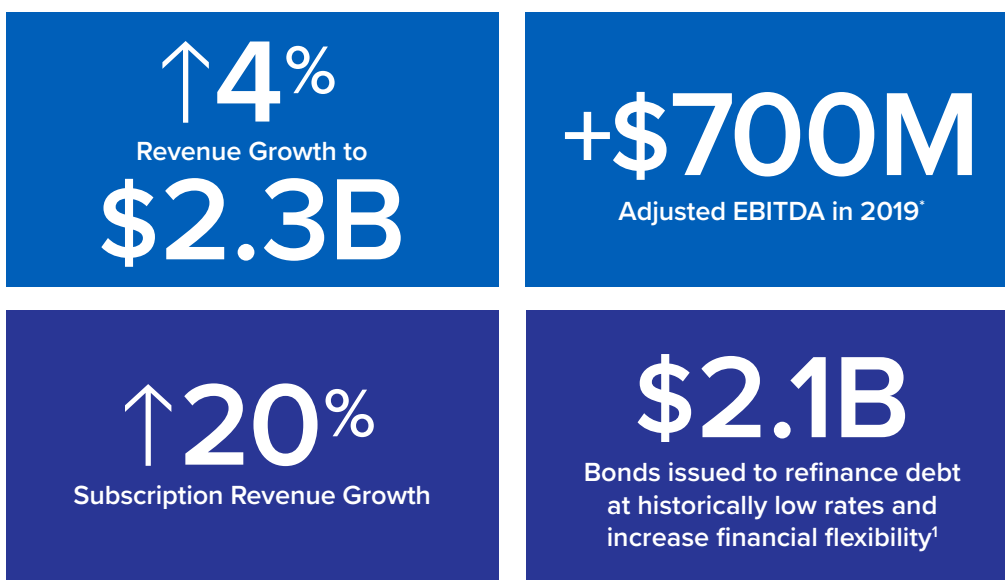 ↑4%
Revenue Growth to
$2.3B
+$700M
Adjusted EBITDA in 2019*
↑20%
Subscription Revenue Growth
$2.1B
Bonds issued to refinance debt
at historically low rates and
increase financial flexibility¹